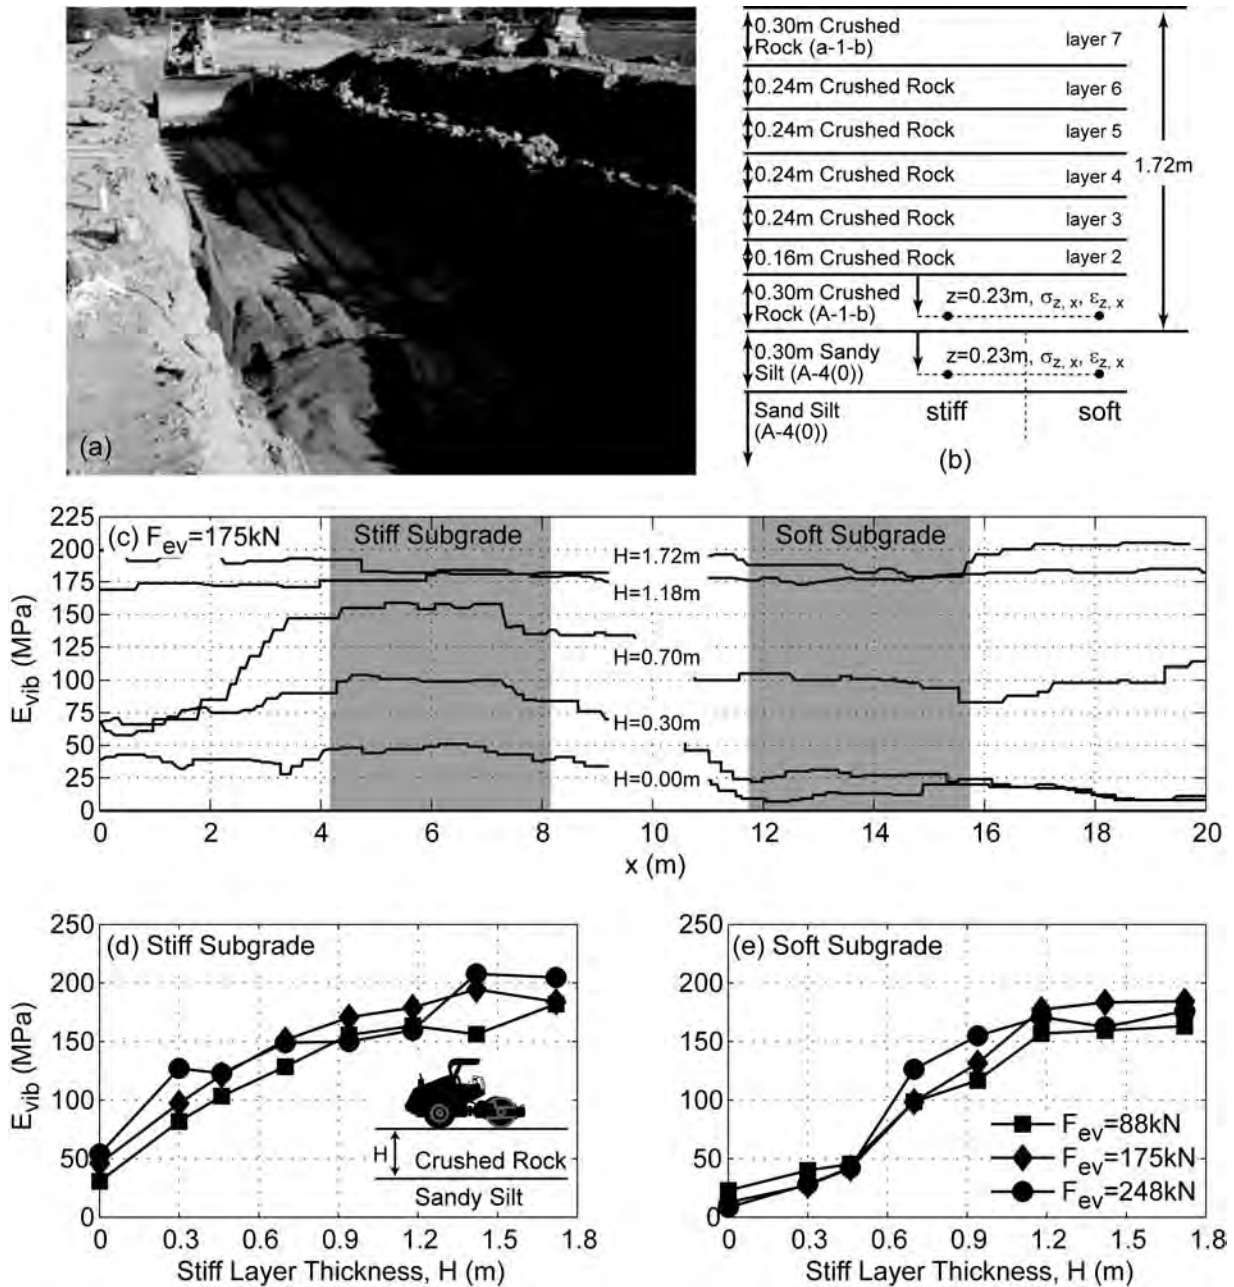 (a)
0.30m Crushed
Rock (a-1-b)
layer 7
0.24m Crushed Rock
layer 6
0.24m Crushed Rock
layer 5
0.24m Crushed Rock
layer 4
1.72m
0.24m Crushed Rock
layer 3
0.16m Crushed Rock
layer 2
0.30m Crushed
Rock (A-1-b)
z=0.23m, σz, x, εz, x
0.30m Sandy
Silt (A-4(0))
z=0.23m, σz, x, εz, x
Sand Silt
(A-4(0))
stiff
soft
(b)
(c) Fev=175kN
Stiff Subgrade
Soft Subgrade
H=1.72m
H=1.18m
H=0.70m
H=0.30m
H=0.00m
Evib (MPa)
225
200
175
150
125
100
75
50
25
0
0 2 4 6 8 10 12 14 16 18 20
x (m)
(d) Stiff Subgrade
Evib (MPa)
250
200
150
100
50
0
H
Crushed Rock
Sandy Silt
0 0.3 0.6 0.9 1.2 1.5 1.8
Stiff Layer Thickness, H (m)
(e) Soft Subgrade
250
200
150
100
50
0
Fev=88kN
Fev=175kN
Fev=248kN
0 0.3 0.6 0.9 1.2 1.5 1.8
Stiff Layer Thickness, H (m)